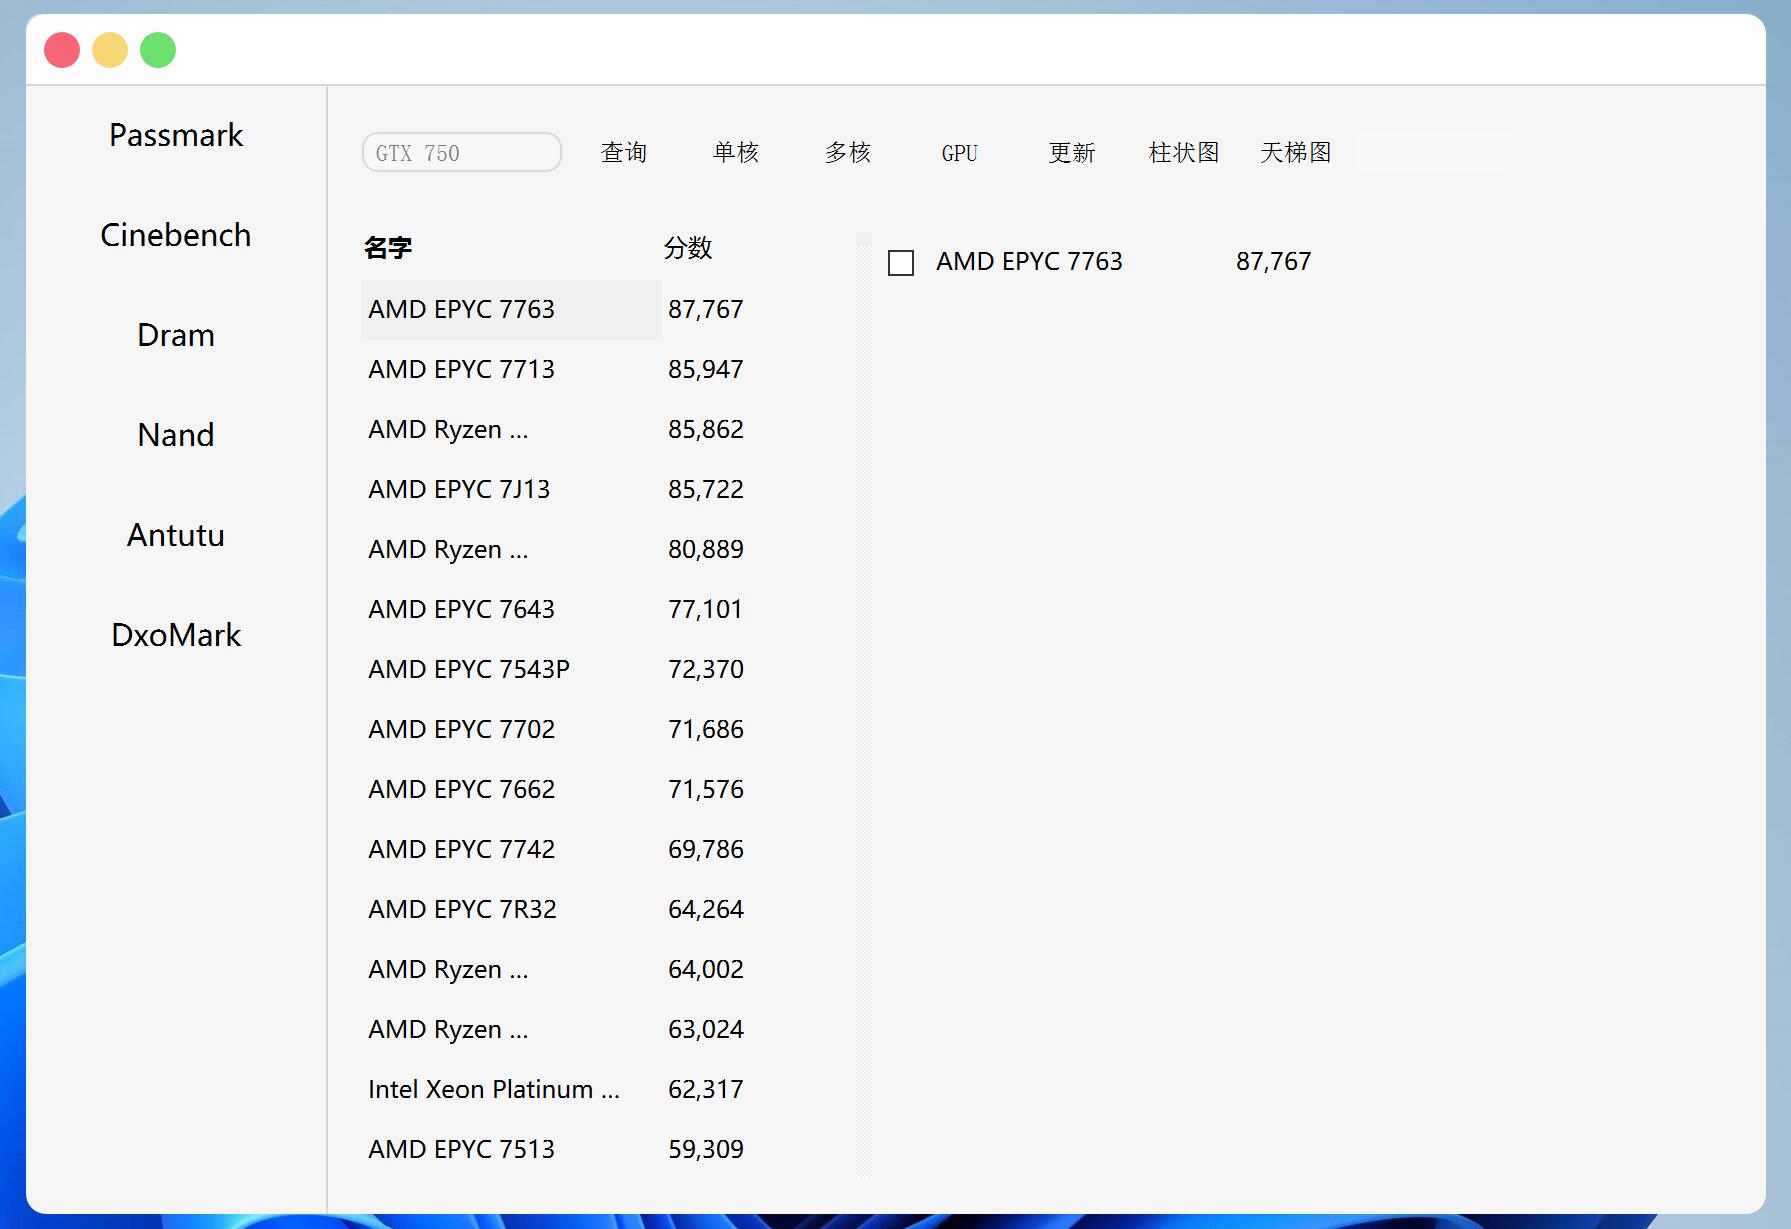 Passmark
Cinebench
Dram
Nand
Antutu
DxoMark
GTX 750 查询 单核 多核 GPU 更新 柱状图 天梯图
名字 分数
AMD EPYC 7763 87,767
AMD EPYC 7713 85,947
AMD Ryzen ... 85,862
AMD EPYC 7J13 85,722
AMD Ryzen ... 80,889
AMD EPYC 7643 77,101
AMD EPYC 7543P 72,370
AMD EPYC 7702 71,686
AMD EPYC 7662 71,576
AMD EPYC 7742 69,786
AMD EPYC 7R32 64,264
AMD Ryzen ... 64,002
AMD Ryzen ... 63,024
Intel Xeon Platinum ... 62,317
AMD EPYC 7513 59,309
AMD EPYC 7763 87,767